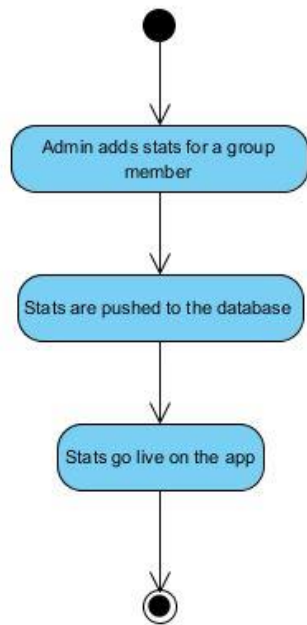 Admin adds stats for a group
member
Stats are pushed to the database
Stats go live on the app